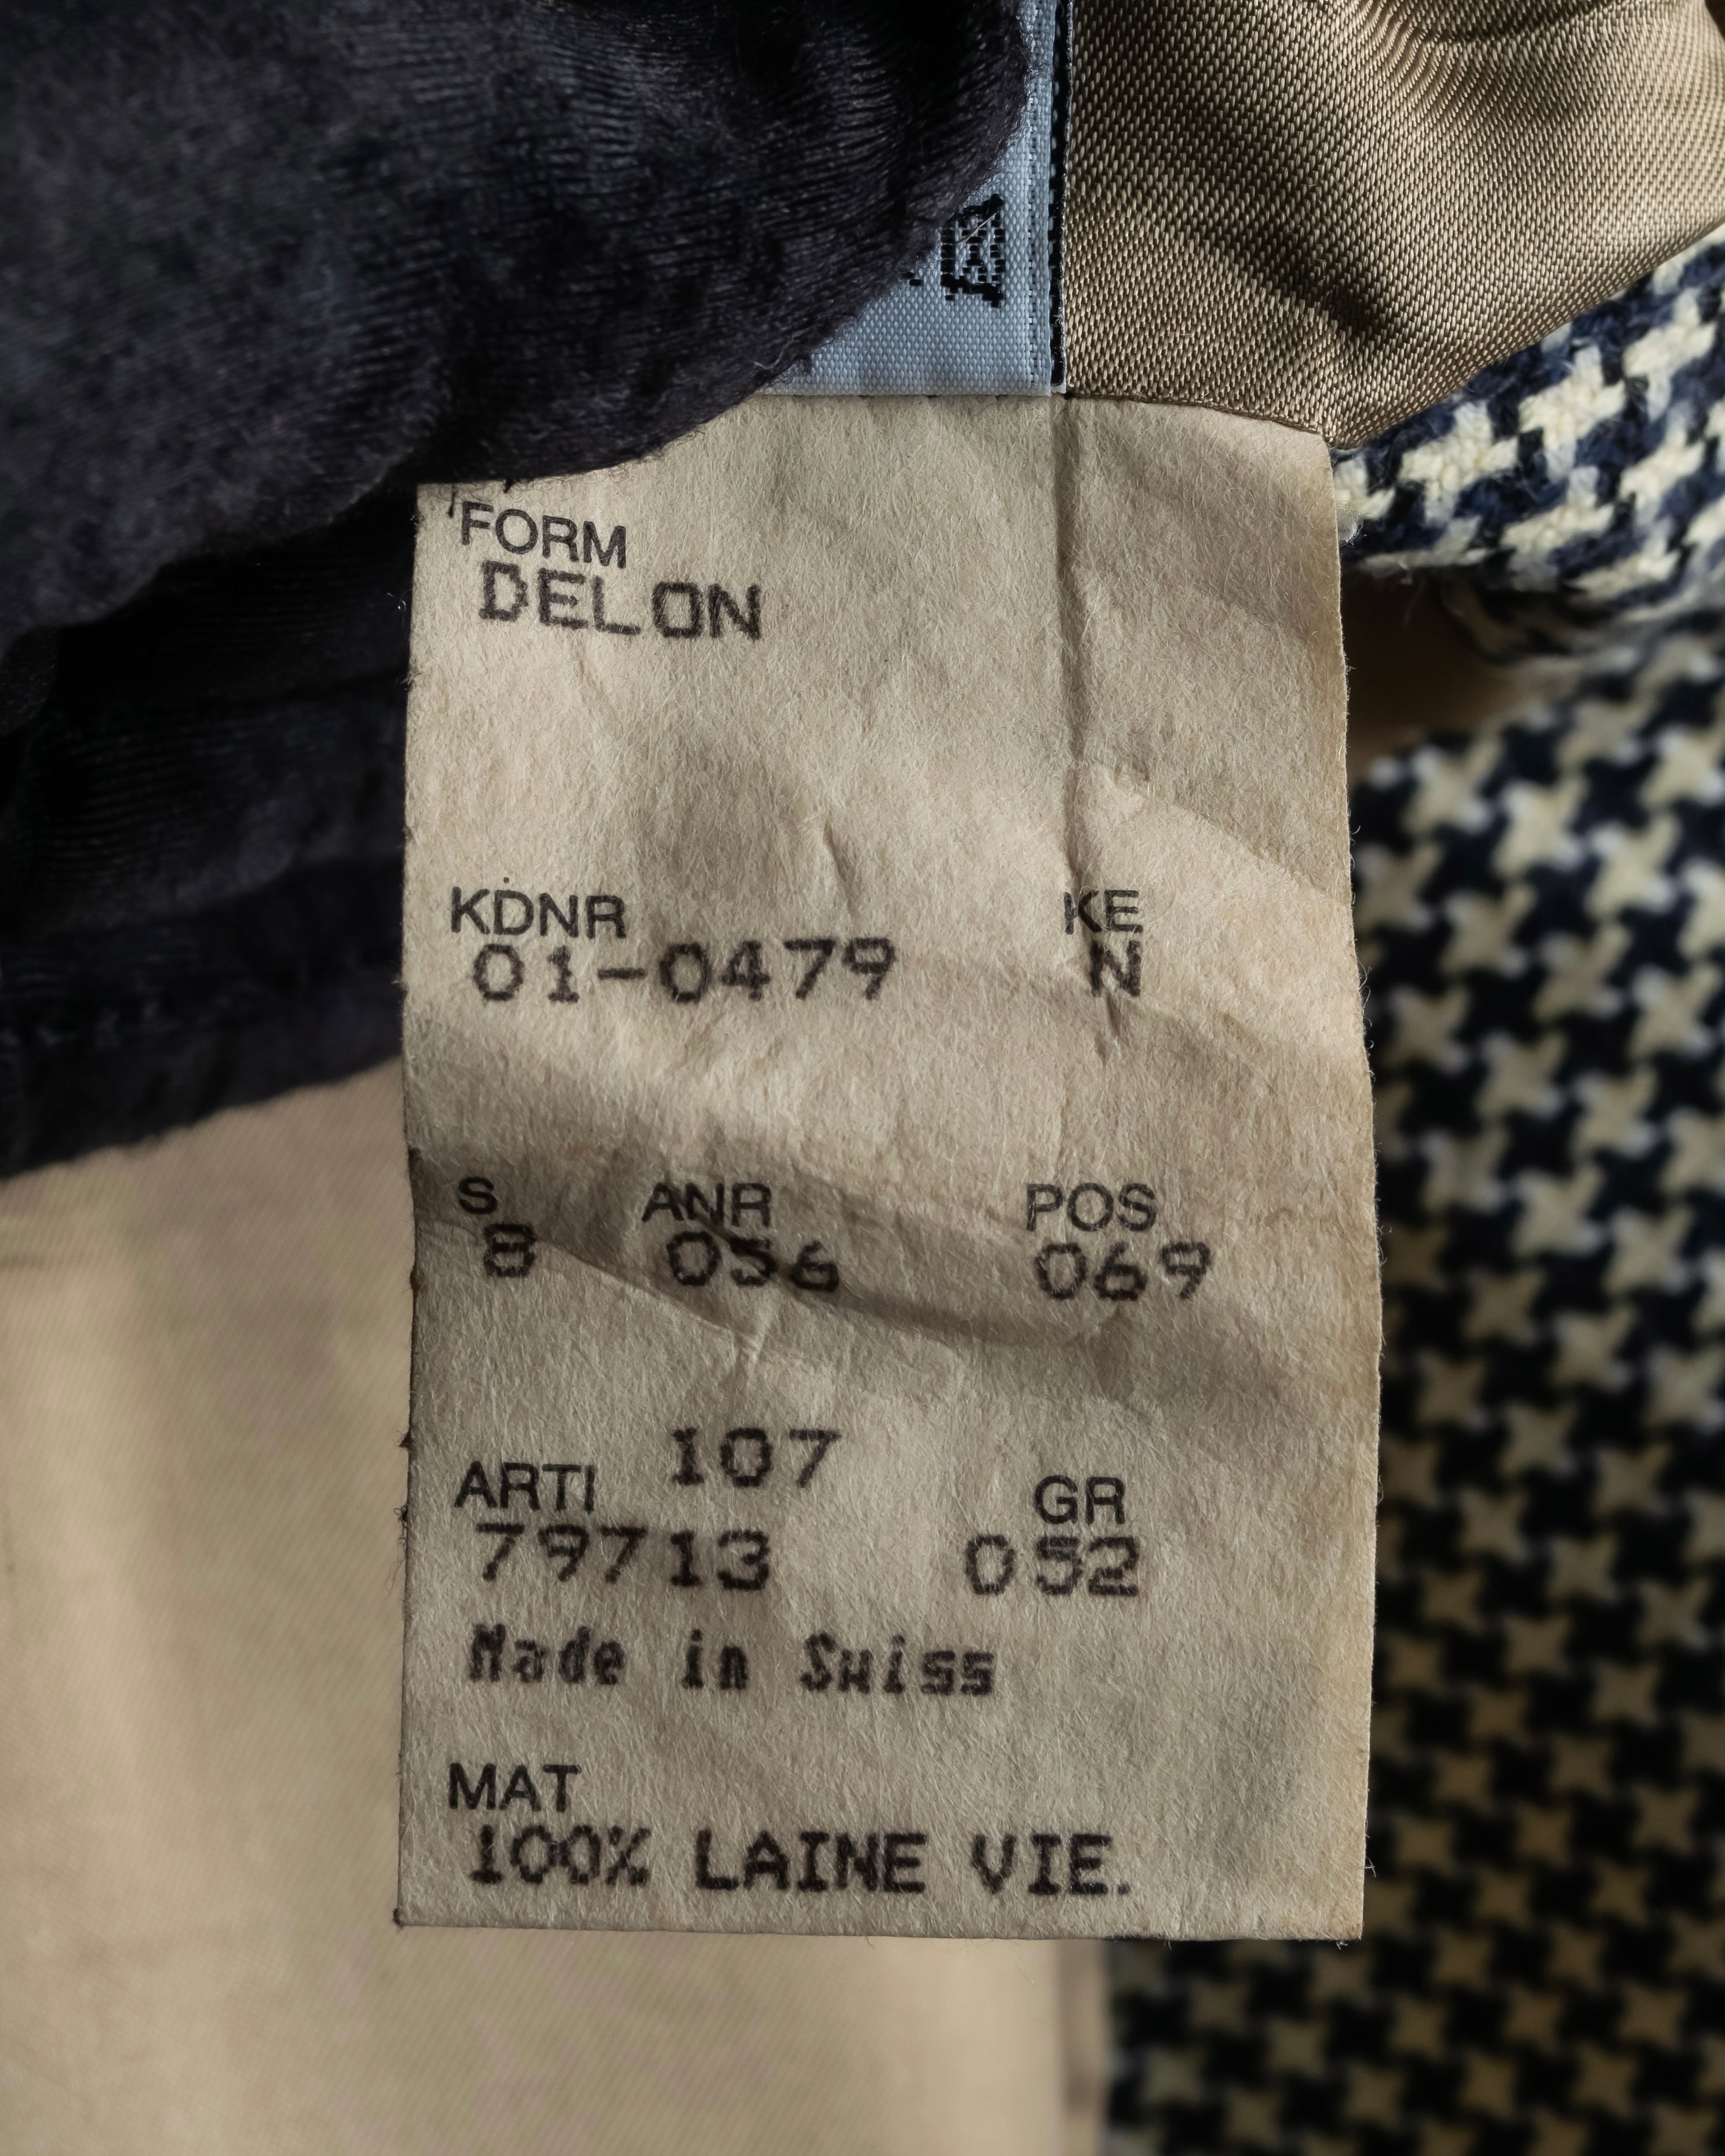 FORM
DELON
KDNR KE
01-0479 N
S ANR POS
8 056 069
107
ARTI GR
79713 052
Made in Swiss
MAT
100% LAINE VIE.